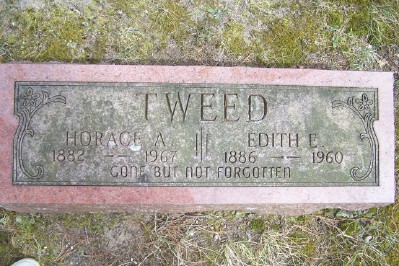 TWEED
HORACE A. EDITH E.
1882 — 1967 1886 — 1960
GONE BUT NOT FORGOTTEN